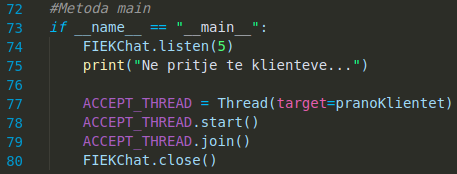 72 #Metoda main
73 if __name__ == "__main__":
74 FIEKChat.listen(5)
75 print("Ne pritje te klienteve...")
76
77 ACCEPT_THREAD = Thread(target=pranoKlientet)
78 ACCEPT_THREAD.start()
79 ACCEPT_THREAD.join()
80 FIEKChat.close()